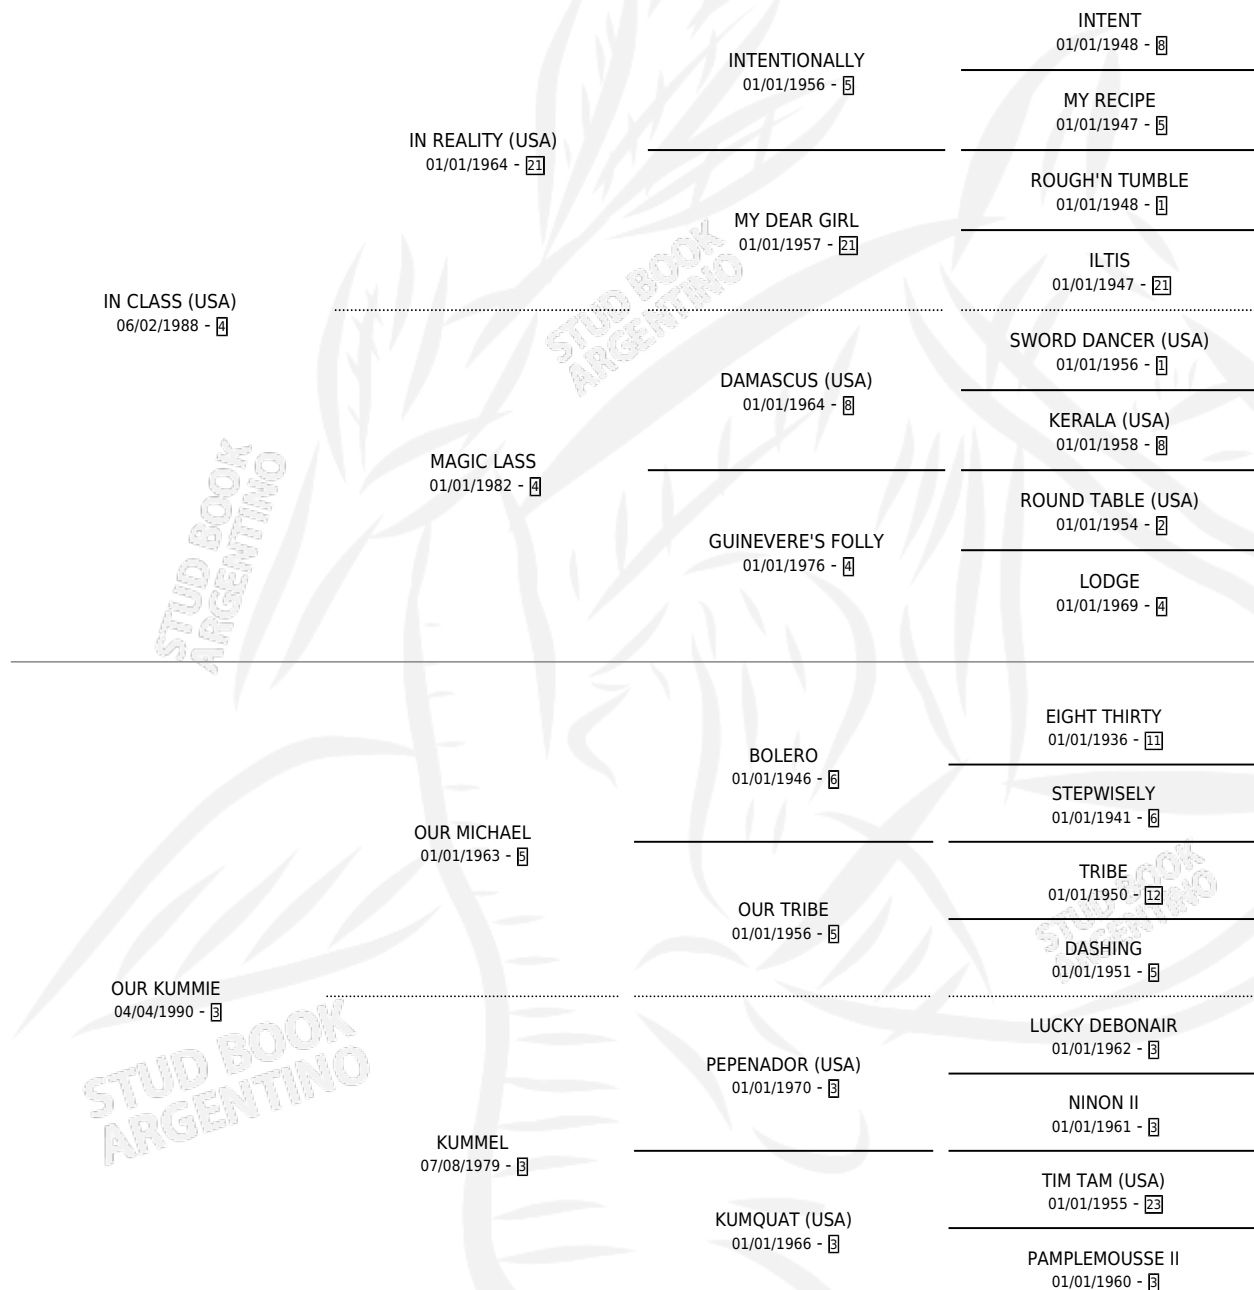 INTENT
01/01/1948 - 8
INTENTIONALLY
01/01/1956 - 5
MY RECIPE
01/01/1947 - 5
IN REALITY (USA)
01/01/1964 - 21
ROUGH'N TUMBLE
01/01/1948 - 1
MY DEAR GIRL
01/01/1957 - 21
ILTIS
01/01/1947 - 21
IN CLASS (USA)
06/02/1988 - 4
STUD BOOK
ARGENTINO
SWORD DANCER (USA)
01/01/1956 - 1
DAMASCUS (USA)
01/01/1964 - 8
KERALA (USA)
01/01/1958 - 8
MAGIC LASS
01/01/1982 - 4
ROUND TABLE (USA)
01/01/1954 - 2
GUINEVERE'S FOLLY
01/01/1976 - 4
LODGE
01/01/1969 - 4
STUD BOOK
ARGENTINO
EIGHT THIRTY
01/01/1936 - 11
BOLERO
01/01/1946 - 6
STEPWISELY
01/01/1941 - 6
OUR MICHAEL
01/01/1963 - 5
TRIBE
01/01/1950 - 12
OUR TRIBE
01/01/1956 - 5
DASHING
01/01/1951 - 5
STUD BOOK
ARGENTINO
OUR KUMMIE
04/04/1990 - 3
STUD BOOK
ARGENTINO
LUCKY DEBONAIR
01/01/1962 - 3
PEPENADOR (USA)
01/01/1970 - 3
NINON II
01/01/1961 - 3
KUMMEL
07/08/1979 - 3
TIM TAM (USA)
01/01/1955 - 23
KUMQUAT (USA)
01/01/1966 - 3
PAMPLEMOUSSE II
01/01/1960 - 3